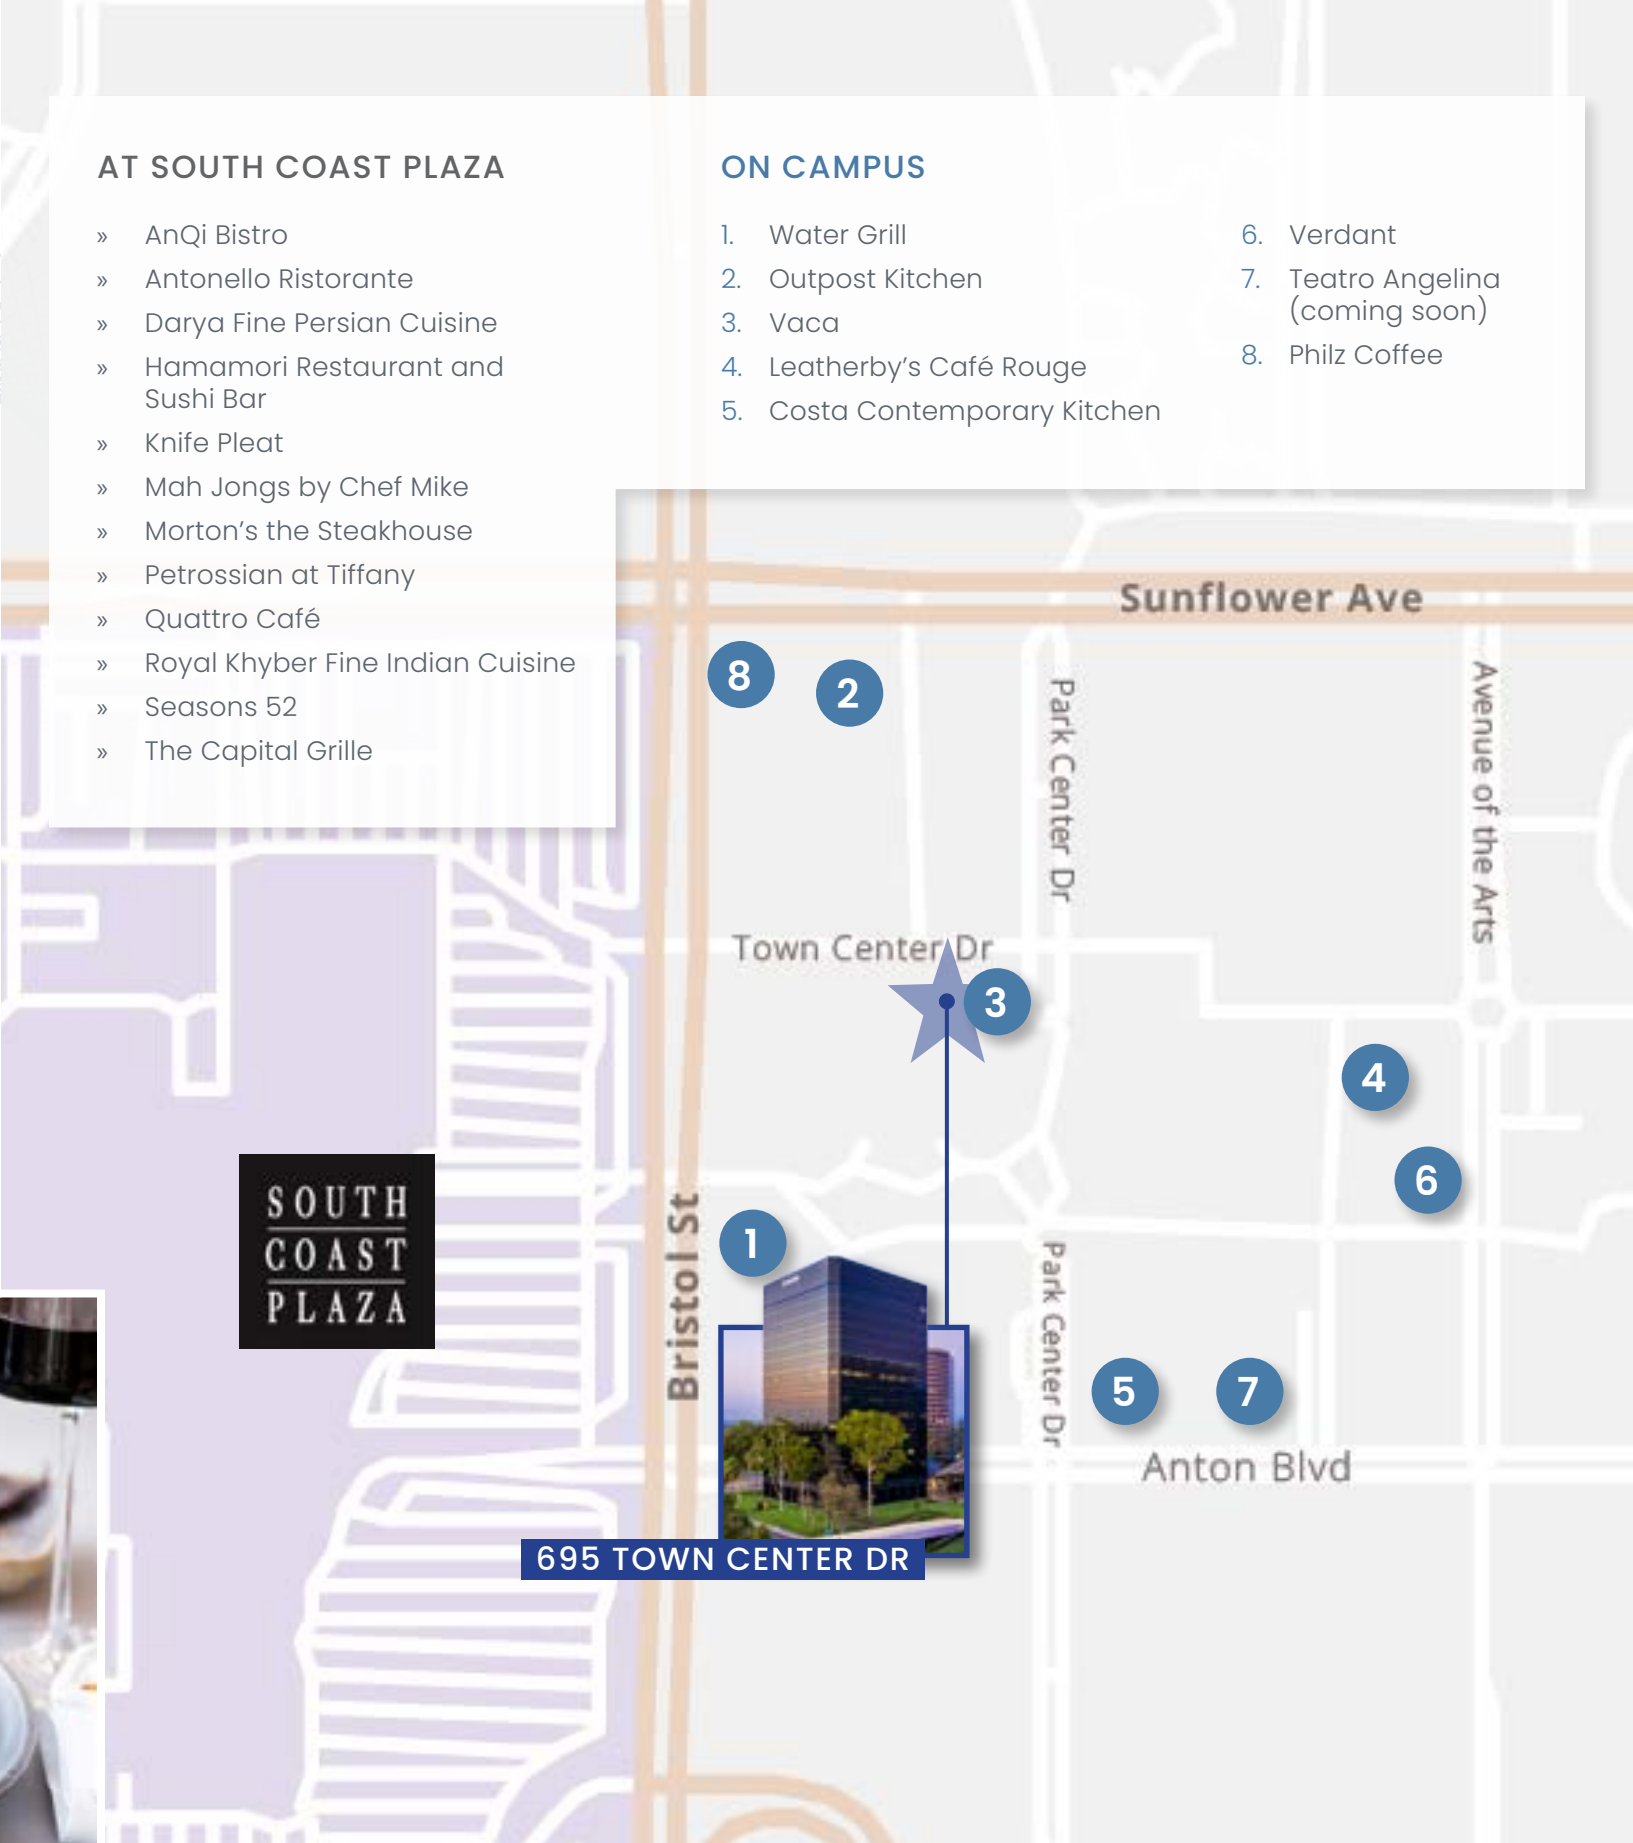 AT SOUTH COAST PLAZA
» AnQi Bistro
» Antonello Ristorante
» Darya Fine Persian Cuisine
» Hamamori Restaurant and
Sushi Bar
» Knife Pleat
» Mah Jongs by Chef Mike
» Morton’s the Steakhouse
» Petrossian at Tiffany
» Quattro Café
» Royal Khyber Fine Indian Cuisine
» Seasons 52
» The Capital Grille
ON CAMPUS
1. Water Grill
2. Outpost Kitchen
3. Vaca
4. Leatherby’s Café Rouge
5. Costa Contemporary Kitchen
6. Verdant
7. Teatro Angelina
(coming soon)
8. Philz Coffee
Sunflower Ave
8
2
Park Center Dr
Avenue of the Arts
Town Center Dr
3
4
6
SOUTH
COAST
PLAZA
Bristol St
1
Park Center Dr
5
7
Anton Blvd
695 TOWN CENTER DR